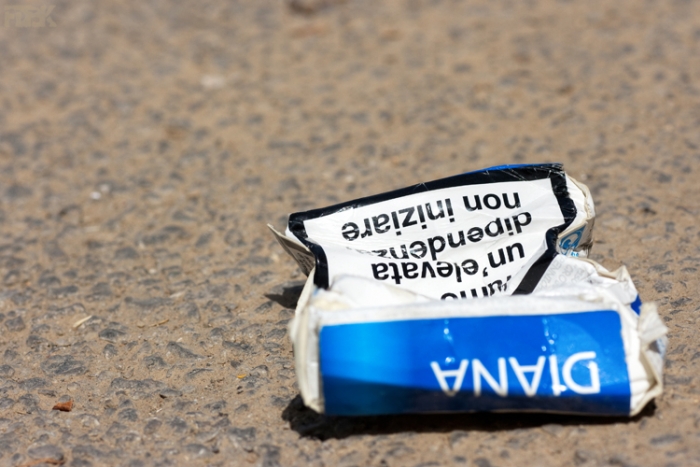 DIANA
un'elevata
dipendenza
non iniziare